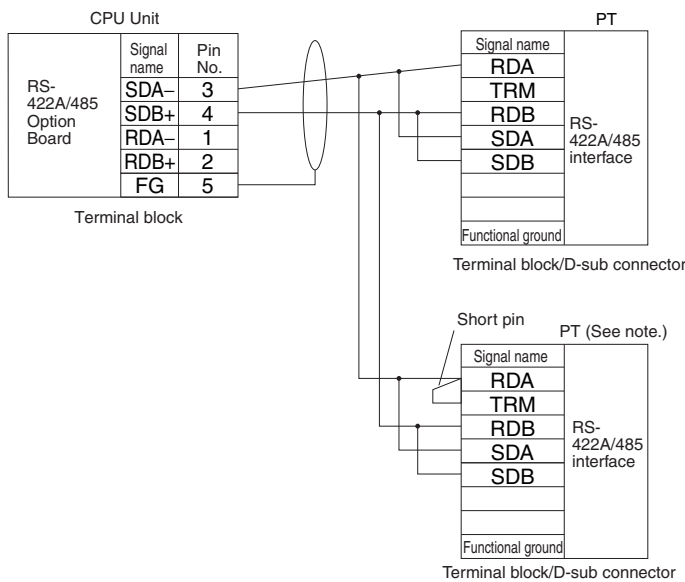 CPU Unit
RS-
422A/485
Option
Board
Signal
name
Pin
No.
SDA− 3
SDB+ 4
RDA− 1
RDB+ 2
FG 5
Terminal block
PT
Signal name
RDA
TRM
RDB
SDA
SDB
Functional ground
RS-
422A/485
interface
Terminal block/D-sub connector
Short pin
PT (See note.)
Signal name
RDA
TRM
RDB
SDA
SDB
Functional ground
RS-
422A/485
interface
Terminal block/D-sub connector